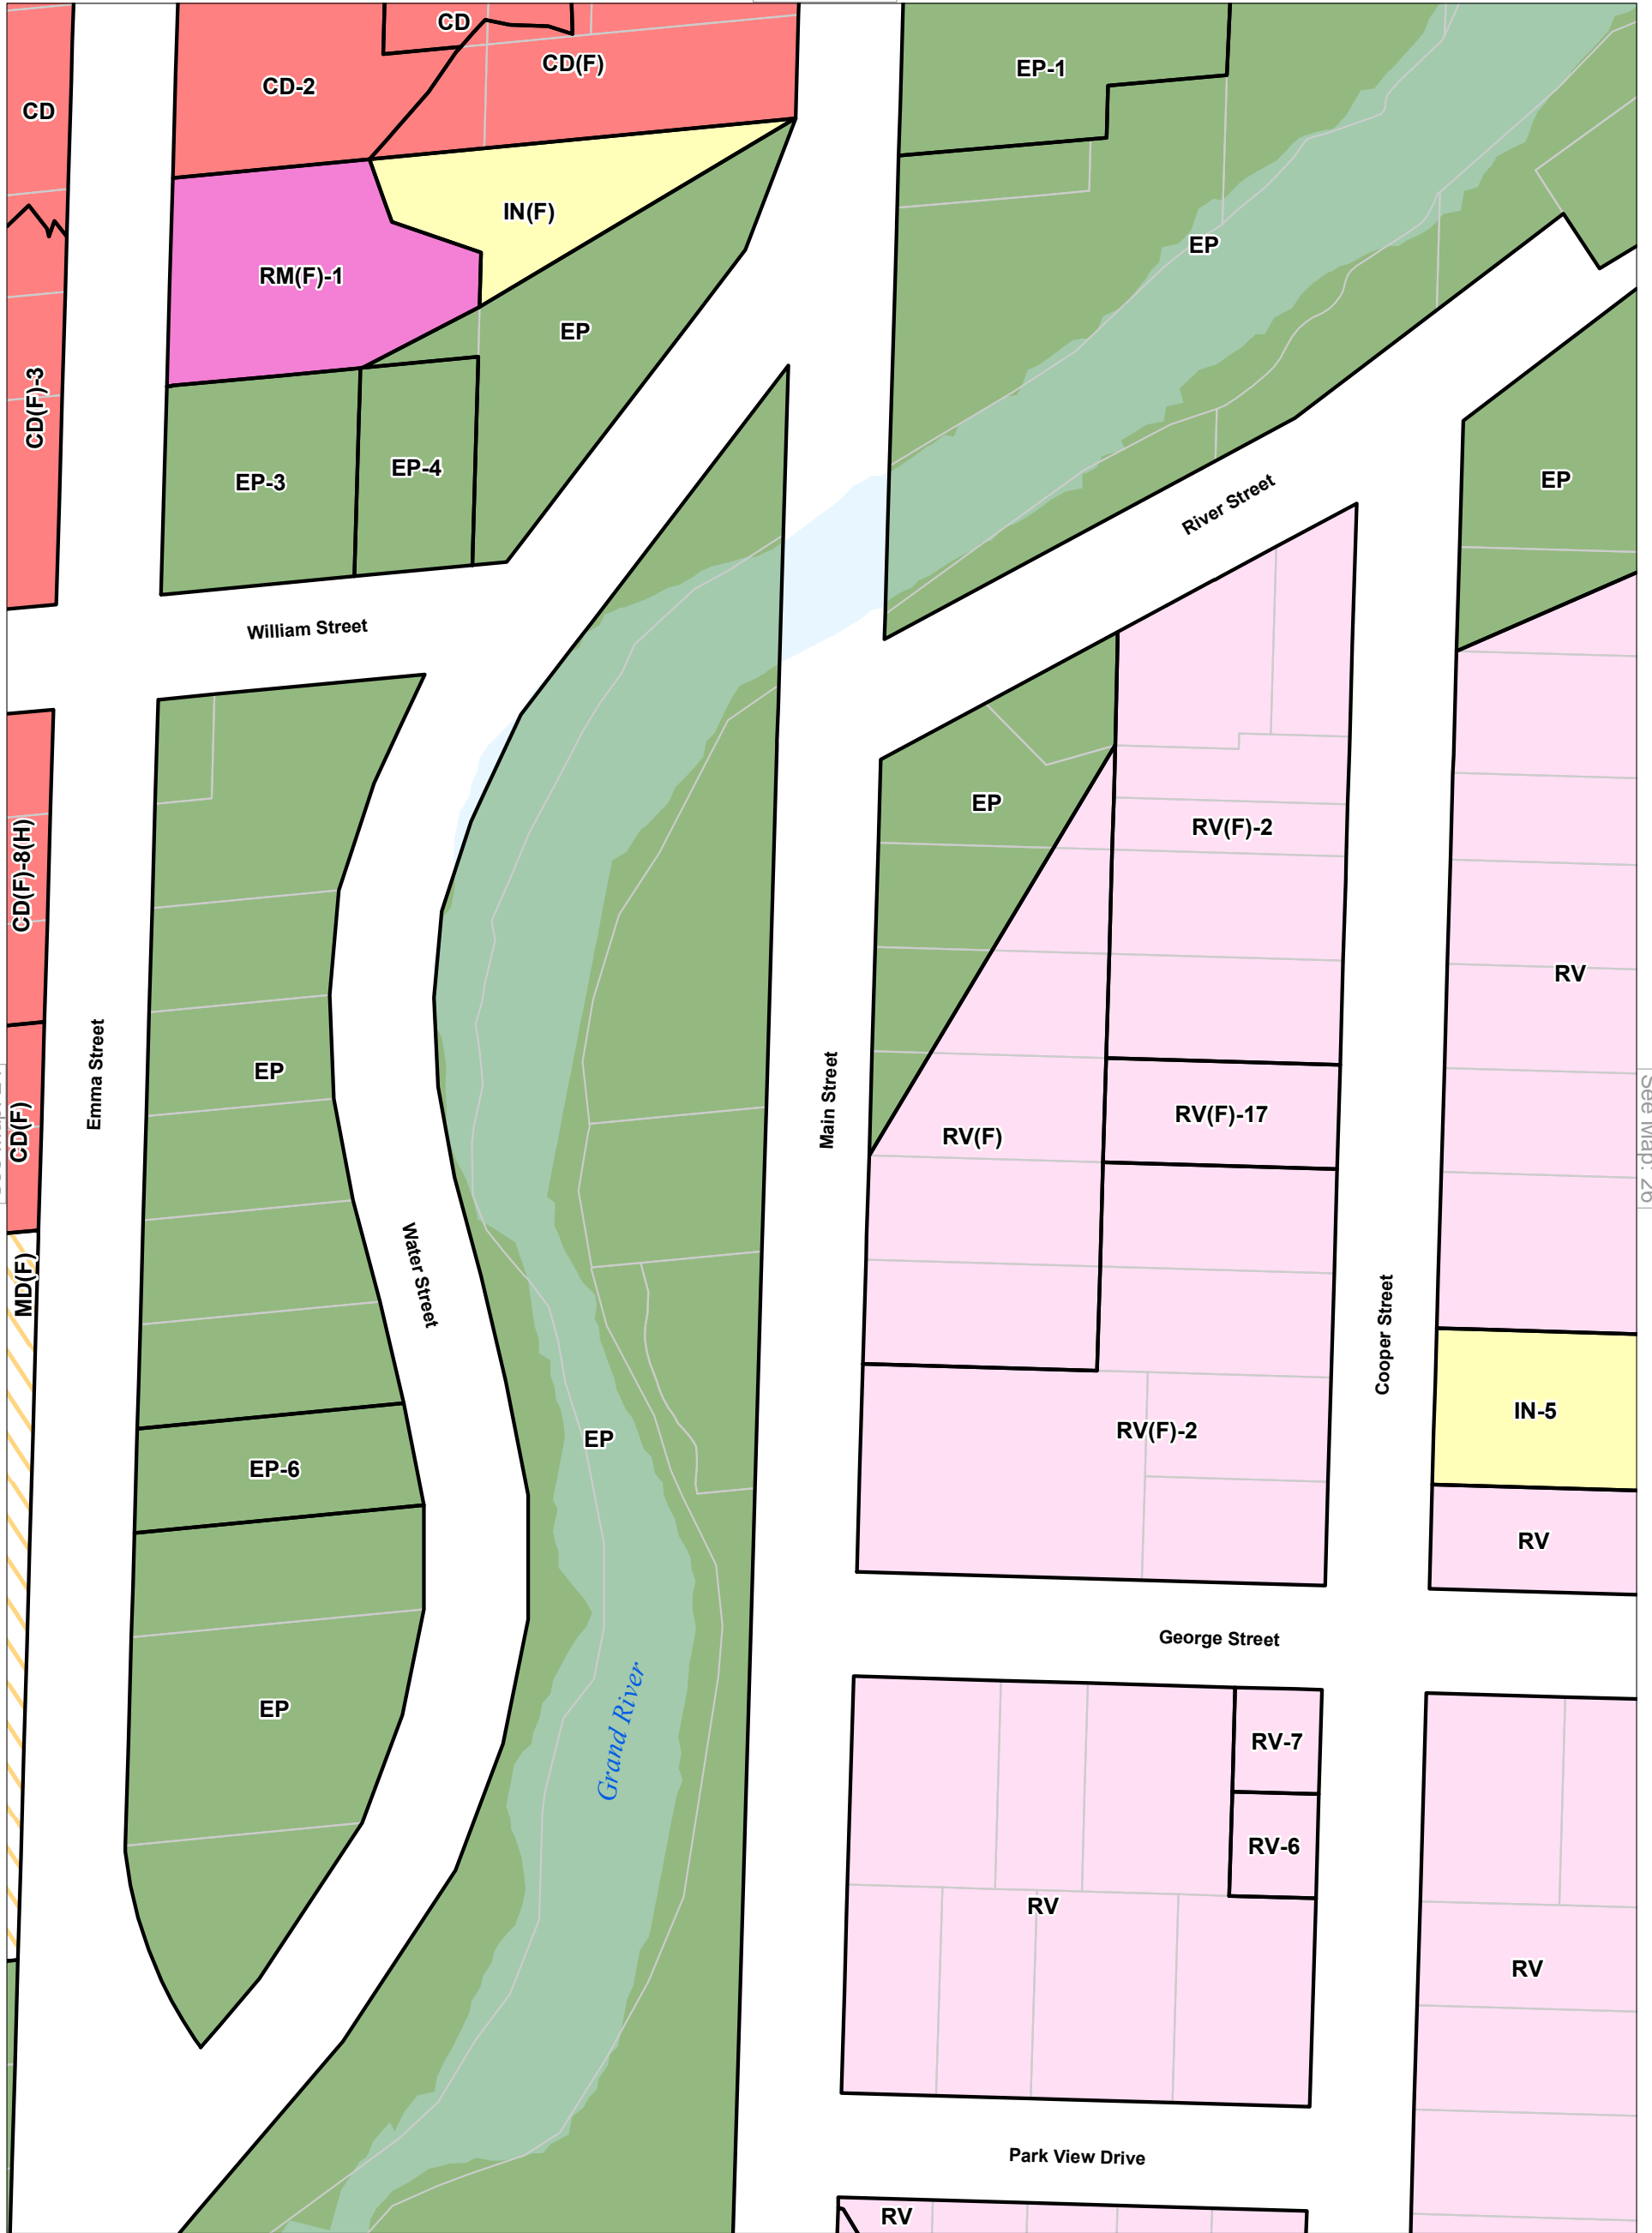 CD
CD(F)
EP-1
CD-2
CD
IN(F)
EP
RM(F)-1
EP
CD(F)-3
EP-4
EP-3
EP
River Street
William Street
EP
RV(F)-2
CD(F)-8(H)
RV
EP
Emma Street
Main Street
RV(F)-17
CD(F)
RV(F)
See Map: 26
MD(F)
Water Street
Cooper Street
IN-5
RV(F)-2
EP
EP-6
RV
George Street
EP
Grand River
RV-7
RV-6
RV
RV
Park View Drive
RV